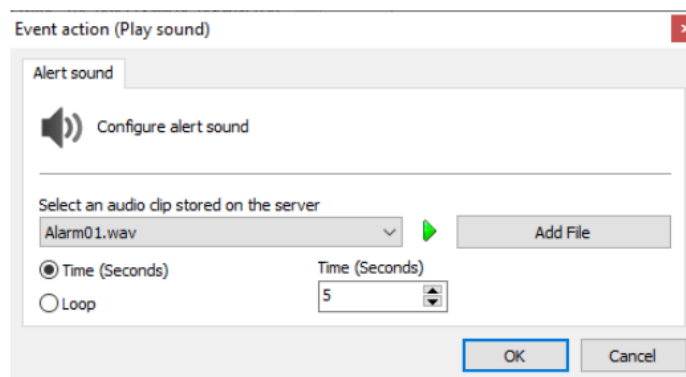 Event action (Play sound)
Alert sound
Configure alert sound
Select an audio clip stored on the server
Alarm01.wav
Add File
Time (Seconds)
Time (Seconds)
Loop
5
OK
Cancel